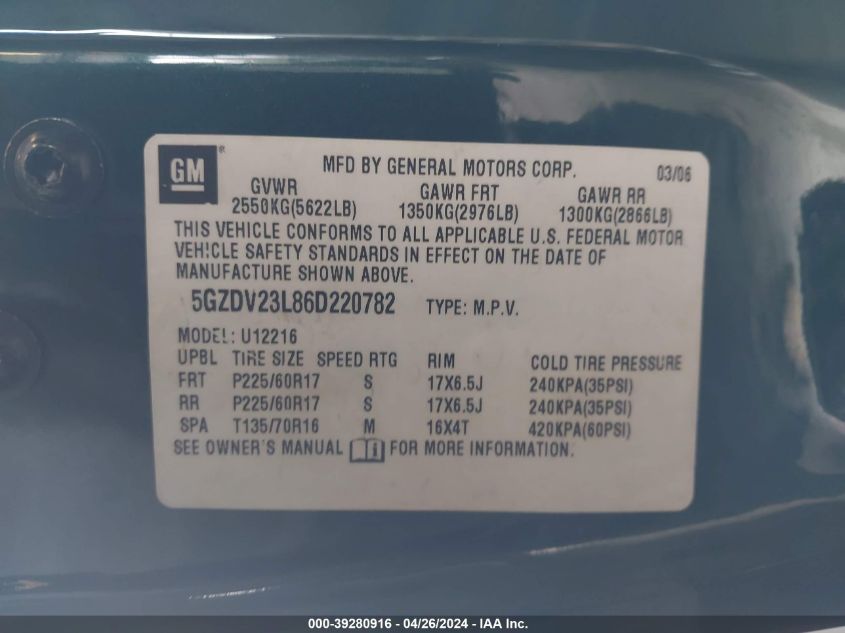 GM ®
MFD BY GENERAL MOTORS CORP. 03/06
GVWR GAWR FRT GAWR RR
2550KG(5622LB) 1350KG(2976LB) 1300KG(2866LB)
THIS VEHICLE CONFORMS TO ALL APPLICABLE U.S. FEDERAL MOTOR
VEHICLE SAFETY STANDARDS IN EFFECT ON THE DATE OF
MANUFACTURE SHOWN ABOVE.
5GZDV23L86D220782 TYPE: M.P.V.
MODEL: U12216
UPBL TIRE SIZE SPEED RTG RIM COLD TIRE PRESSURE
FRT P225/60R17 S 17X6.5J 240KPA(35PSI)
RR P225/60R17 S 17X6.5J 240KPA(35PSI)
SPA T135/70R16 M 16X4T 420KPA(60PSI)
SEE OWNER'S MANUAL FOR MORE INFORMATION.
000-39280916 - 04/26/2024 - IAA Inc.